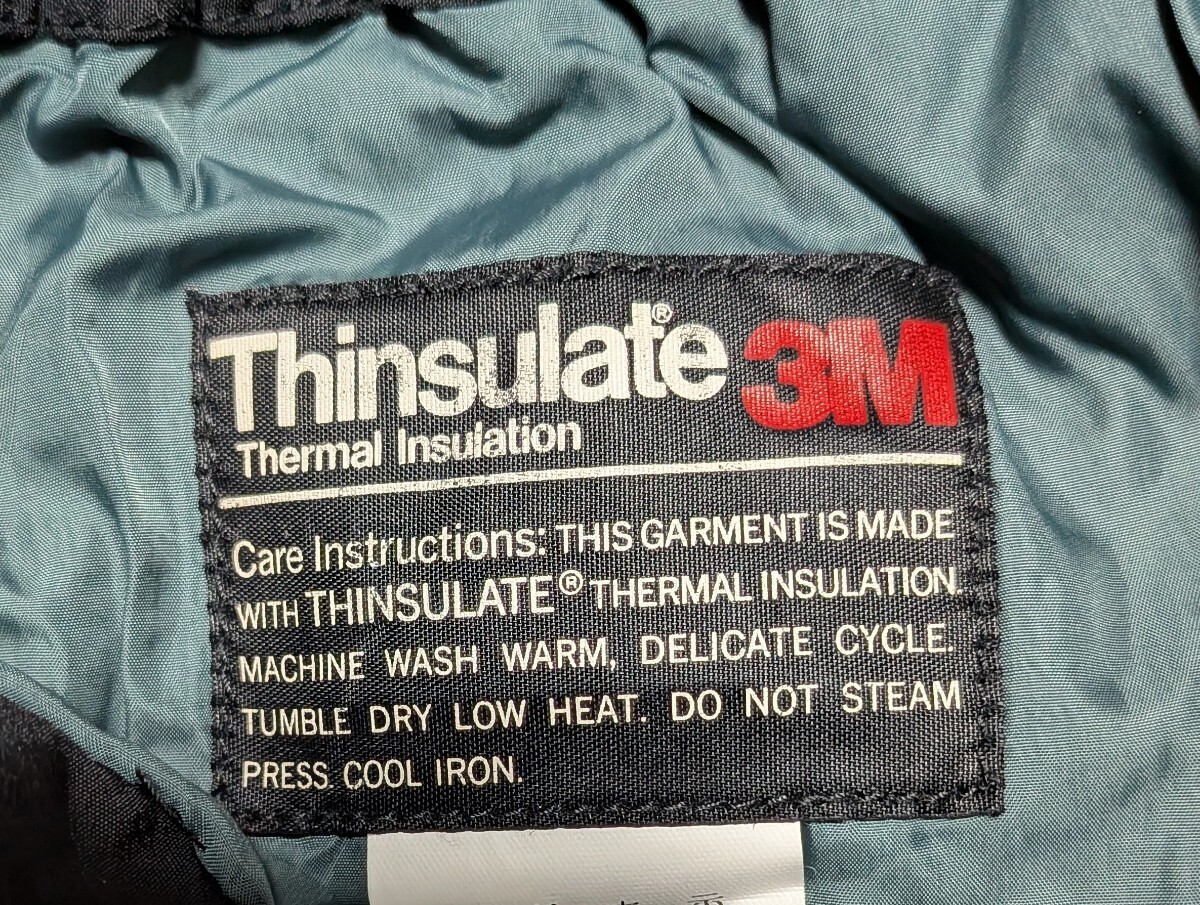 Thinsulate® 3M
Thermal Insulation
Care Instructions: THIS GARMENT IS MADE
WITH THINSULATE® THERMAL INSULATION.
MACHINE WASH WARM, DELICATE CYCLE.
TUMBLE DRY LOW HEAT. DO NOT STEAM
PRESS. COOL IRON.